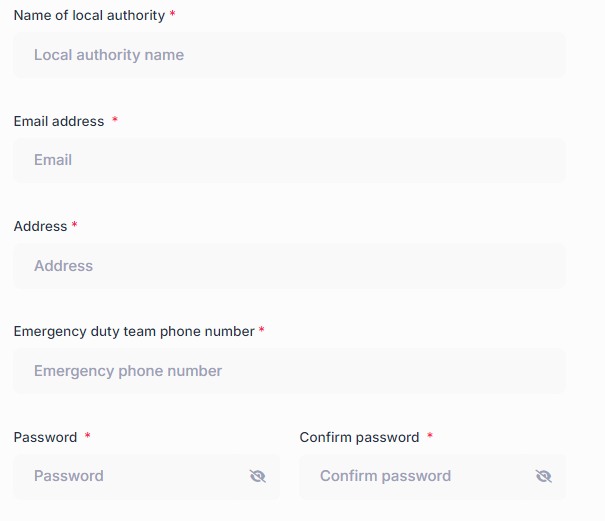 Name of local authority *
Local authority name
Email address *
Email
Address *
Address
Emergency duty team phone number *
Emergency phone number
Password * Confirm password *
Password Confirm password